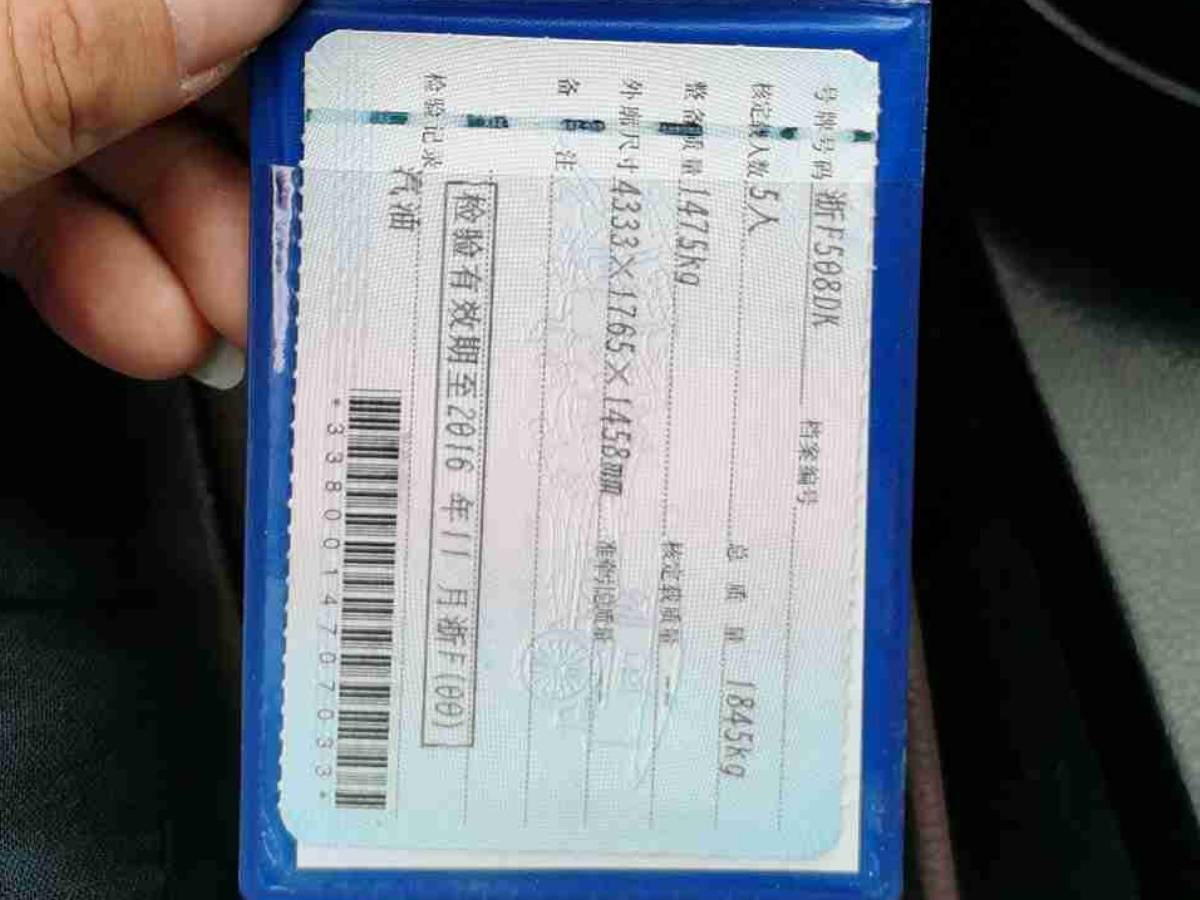 号牌号码 浙F508DK 档案编号
核定载人数 5人 总质量 1845kg
整备质量 1475kg 核定载质量 --
外廓尺寸 4333×1765×1458mm 准牵引总质量 --
备注
检验有效期至2016年11月浙F(00)
检验记录
汽油
*3380014707033*